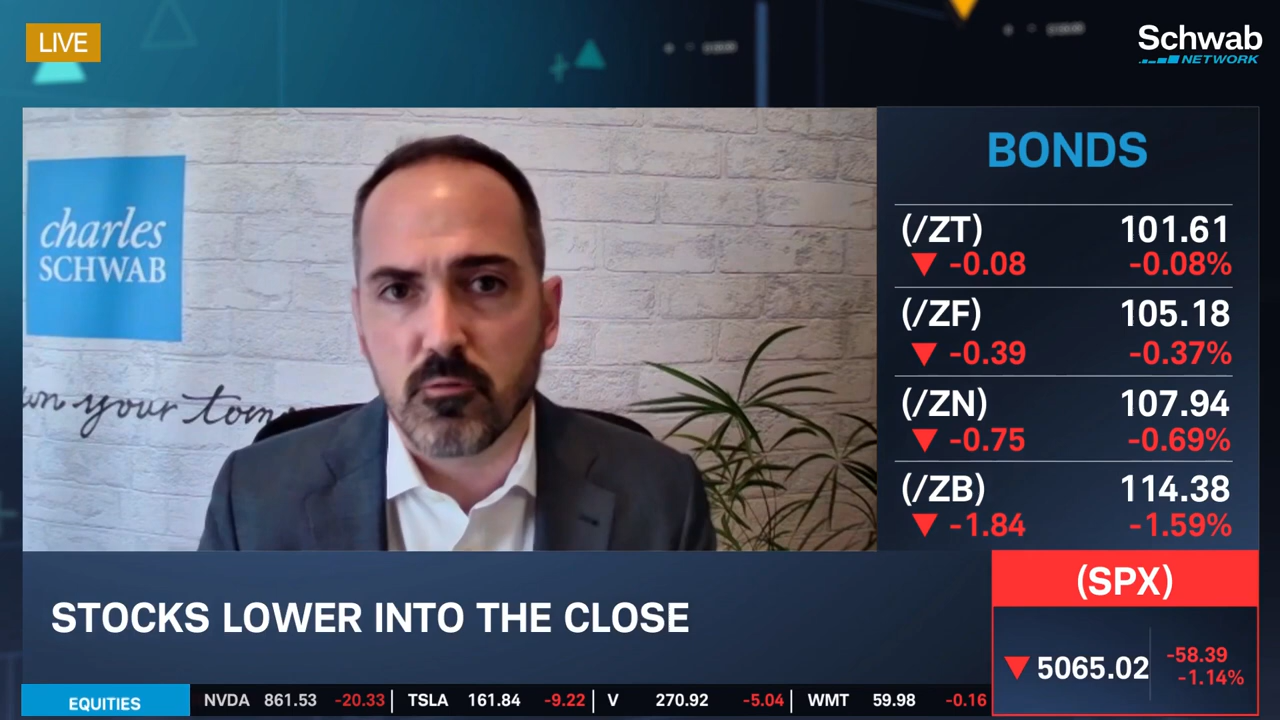 LIVE
Schwab
NETWORK
charles
SCHWAB
your
BONDS
(/ZT) 101.61
-0.08 -0.08%
(/ZF) 105.18
-0.39 -0.37%
(/ZN) 107.94
-0.75 -0.69%
(/ZB) 114.38
-1.84 -1.59%
STOCKS LOWER INTO THE CLOSE
(SPX)
5065.02 -58.39
-1.14%
EQUITIES NVDA 861.53 -20.33 TSLA 161.84 -9.22 V 270.92 -5.04 WMT 59.98 -0.16